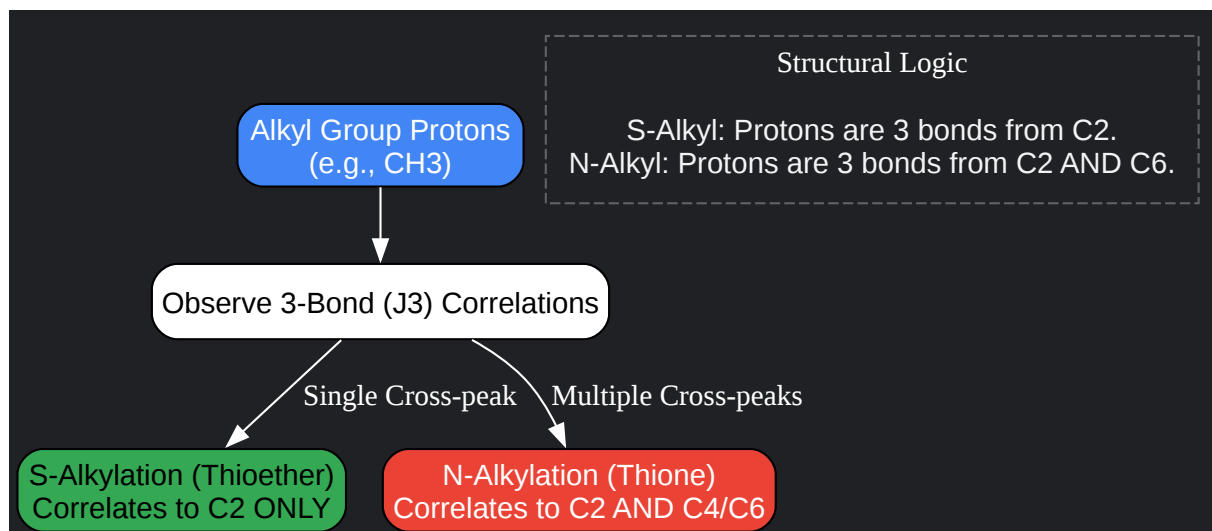 Structural Logic
S-Alkyl: Protons are 3 bonds from C2.
N-Alkyl: Protons are 3 bonds from C2 AND C6.
Alkyl Group Protons
(e.g., CH3)
Observe 3-Bond (J3) Correlations
Single Cross-peak
Multiple Cross-peaks
S-Alkylation (Thioether)
Correlates to C2 ONLY
N-Alkylation (Thione)
Correlates to C2 AND C4/C6